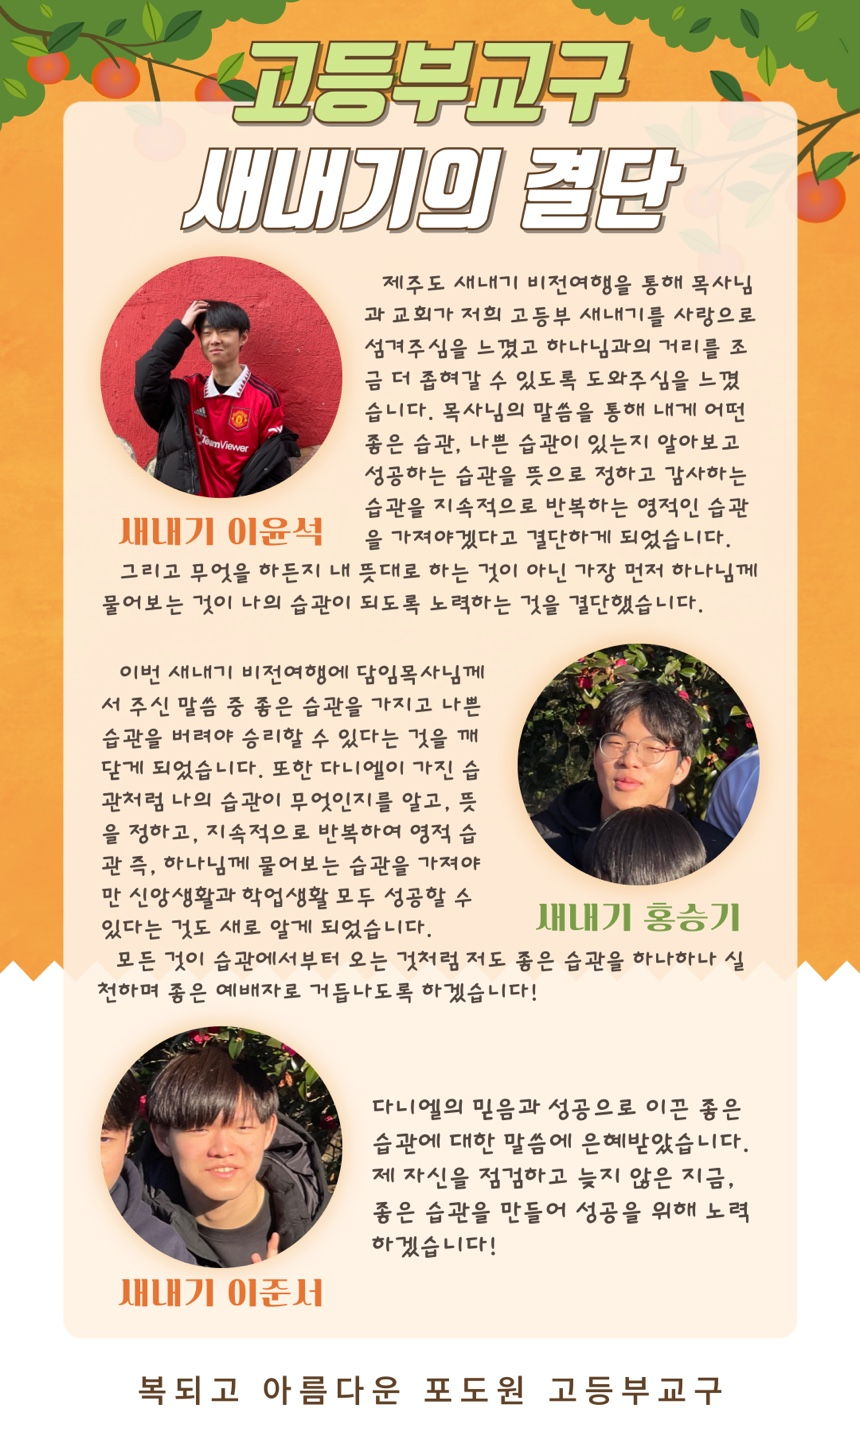 고등부교구
새내기의 결단
제주도 새내기 비전여행을 통해 목사님
과 교회가 저희 고등부 새내기를 사랑으로
섬겨주심을 느꼈고 하나님과의 거리를 조
금 더 좁혀갈 수 있도록 도와주심을 느꼈
습니다. 목사님의 말씀을 통해 내게 어떤
좋은 습관, 나쁜 습관이 있는지 알아보고
성공하는 습관을 뜻으로 정하고 감사하는
습관을 지속적으로 반복하는 영적인 습관
을 가져야겠다고 결단하게 되었습니다.
그리고 무엇을 하든지 내 뜻대로 하는 것이 아닌 가장 먼저 하나님께
물어보는 것이 나의 습관이 되도록 노력하는 것을 결단했습니다.
TeamViewer
새내기 이윤석
이번 새내기 비전여행에 담임목사님께
서 주신 말씀 중 좋은 습관을 가지고 나쁜
습관을 버려야 승리할 수 있다는 것을 깨
닫게 되었습니다. 또한 다니엘이 가진 습
관처럼 나의 습관이 무엇인지를 알고, 뜻
을 정하고, 지속적으로 반복하여 영적 습
관 즉, 하나님께 물어보는 습관을 가져야
만 신앙생활과 학업생활 모두 성공할 수
있다는 것도 새로 알게 되었습니다.
모든 것이 습관에서부터 오는 것처럼 저도 좋은 습관을 하나하나 실
천하며 좋은 예배자로 거듭나도록 하겠습니다!
새내기 홍승기
다니엘의 믿음과 성공으로 이끈 좋은
습관에 대한 말씀에 은혜받았습니다.
제 자신을 점검하고 늦지 않은 지금,
좋은 습관을 만들어 성공을 위해 노력
하겠습니다!
새내기 이준서
복되고 아름다운 포도원 고등부교구